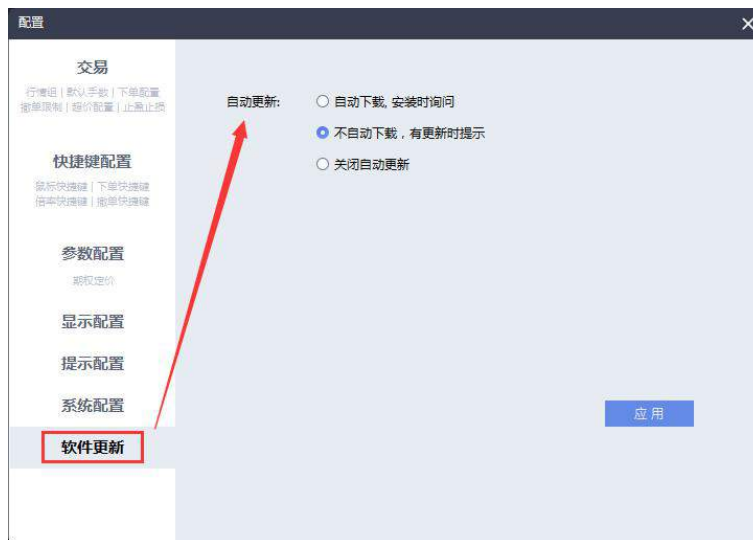 配置
交易
行情组 | 默认手数 | 下单配置
撤单限制 | 超价配置 | 止盈止损
快捷键配置
鼠标快捷键 | 下单快捷键
倍率快捷键 | 撤单快捷键
参数配置
期权定价
显示配置
提示配置
系统配置
软件更新
自动更新:
自动下载, 安装时询问
不自动下载，有更新时提示
关闭自动更新
应用